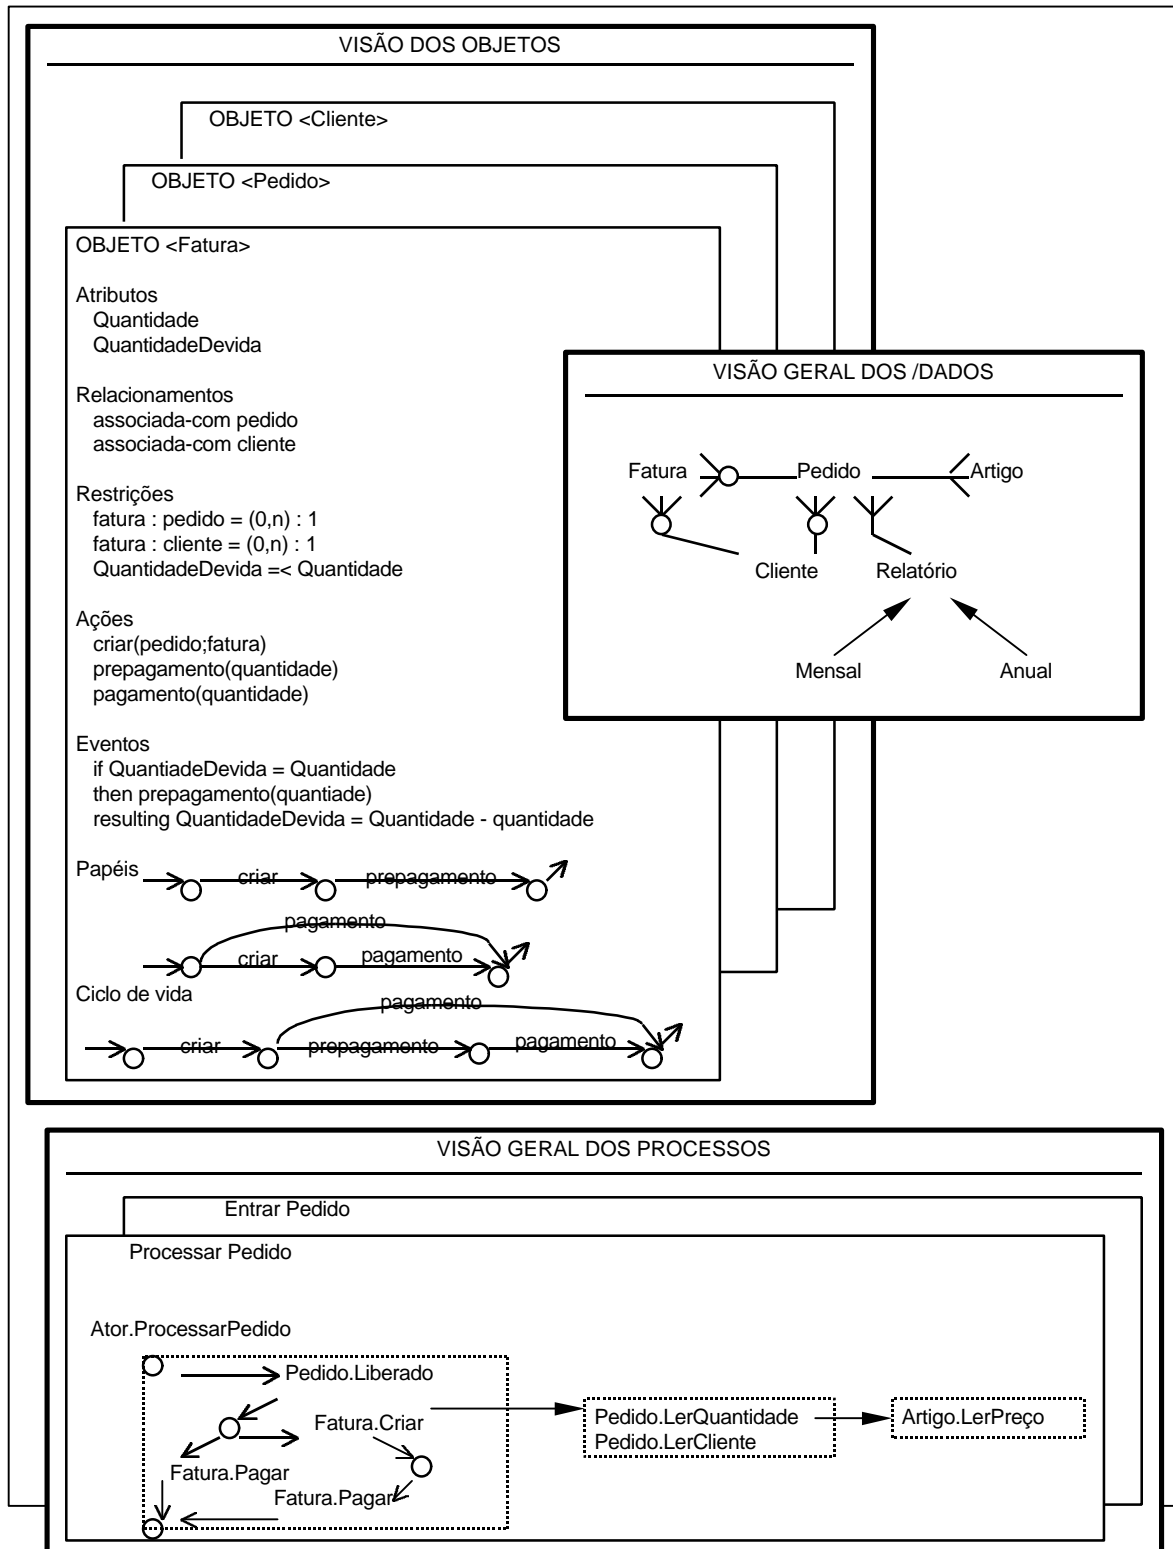 VISÃO DOS OBJETOS
OBJETO <Cliente>
OBJETO <Pedido>
OBJETO <Fatura>
Atributos
Quantidade
QuantidadeDevida
Relacionamentos
associada-com pedido
associada-com cliente
Restrições
fatura : pedido = (0,n) : 1
fatura : cliente = (0,n) : 1
QuantidadeDevida =< Quantidade
Ações
criar(pedido;fatura)
prepagamento(quantidade)
pagamento(quantidade)
Eventos
if QuantiadeDevida = Quantidade
then prepagamento(quantiade)
resulting QuantidadeDevida = Quantidade - quantidade
Papéis criar prepagamento
pagamento
criar pagamento
Ciclo de vida
pagamento
criar prepagamento pagamento
VISÃO GERAL DOS /DADOS
Fatura Pedido Artigo
Cliente Relatório
Mensal Anual
VISÃO GERAL DOS PROCESSOS
Entrar Pedido
Processar Pedido
Ator.ProcessarPedido
Pedido.Liberado
Fatura.Criar
Fatura.Pagar
Fatura.Pagar
Pedido.LerQuantidade
Pedido.LerCliente
Artigo.LerPreço